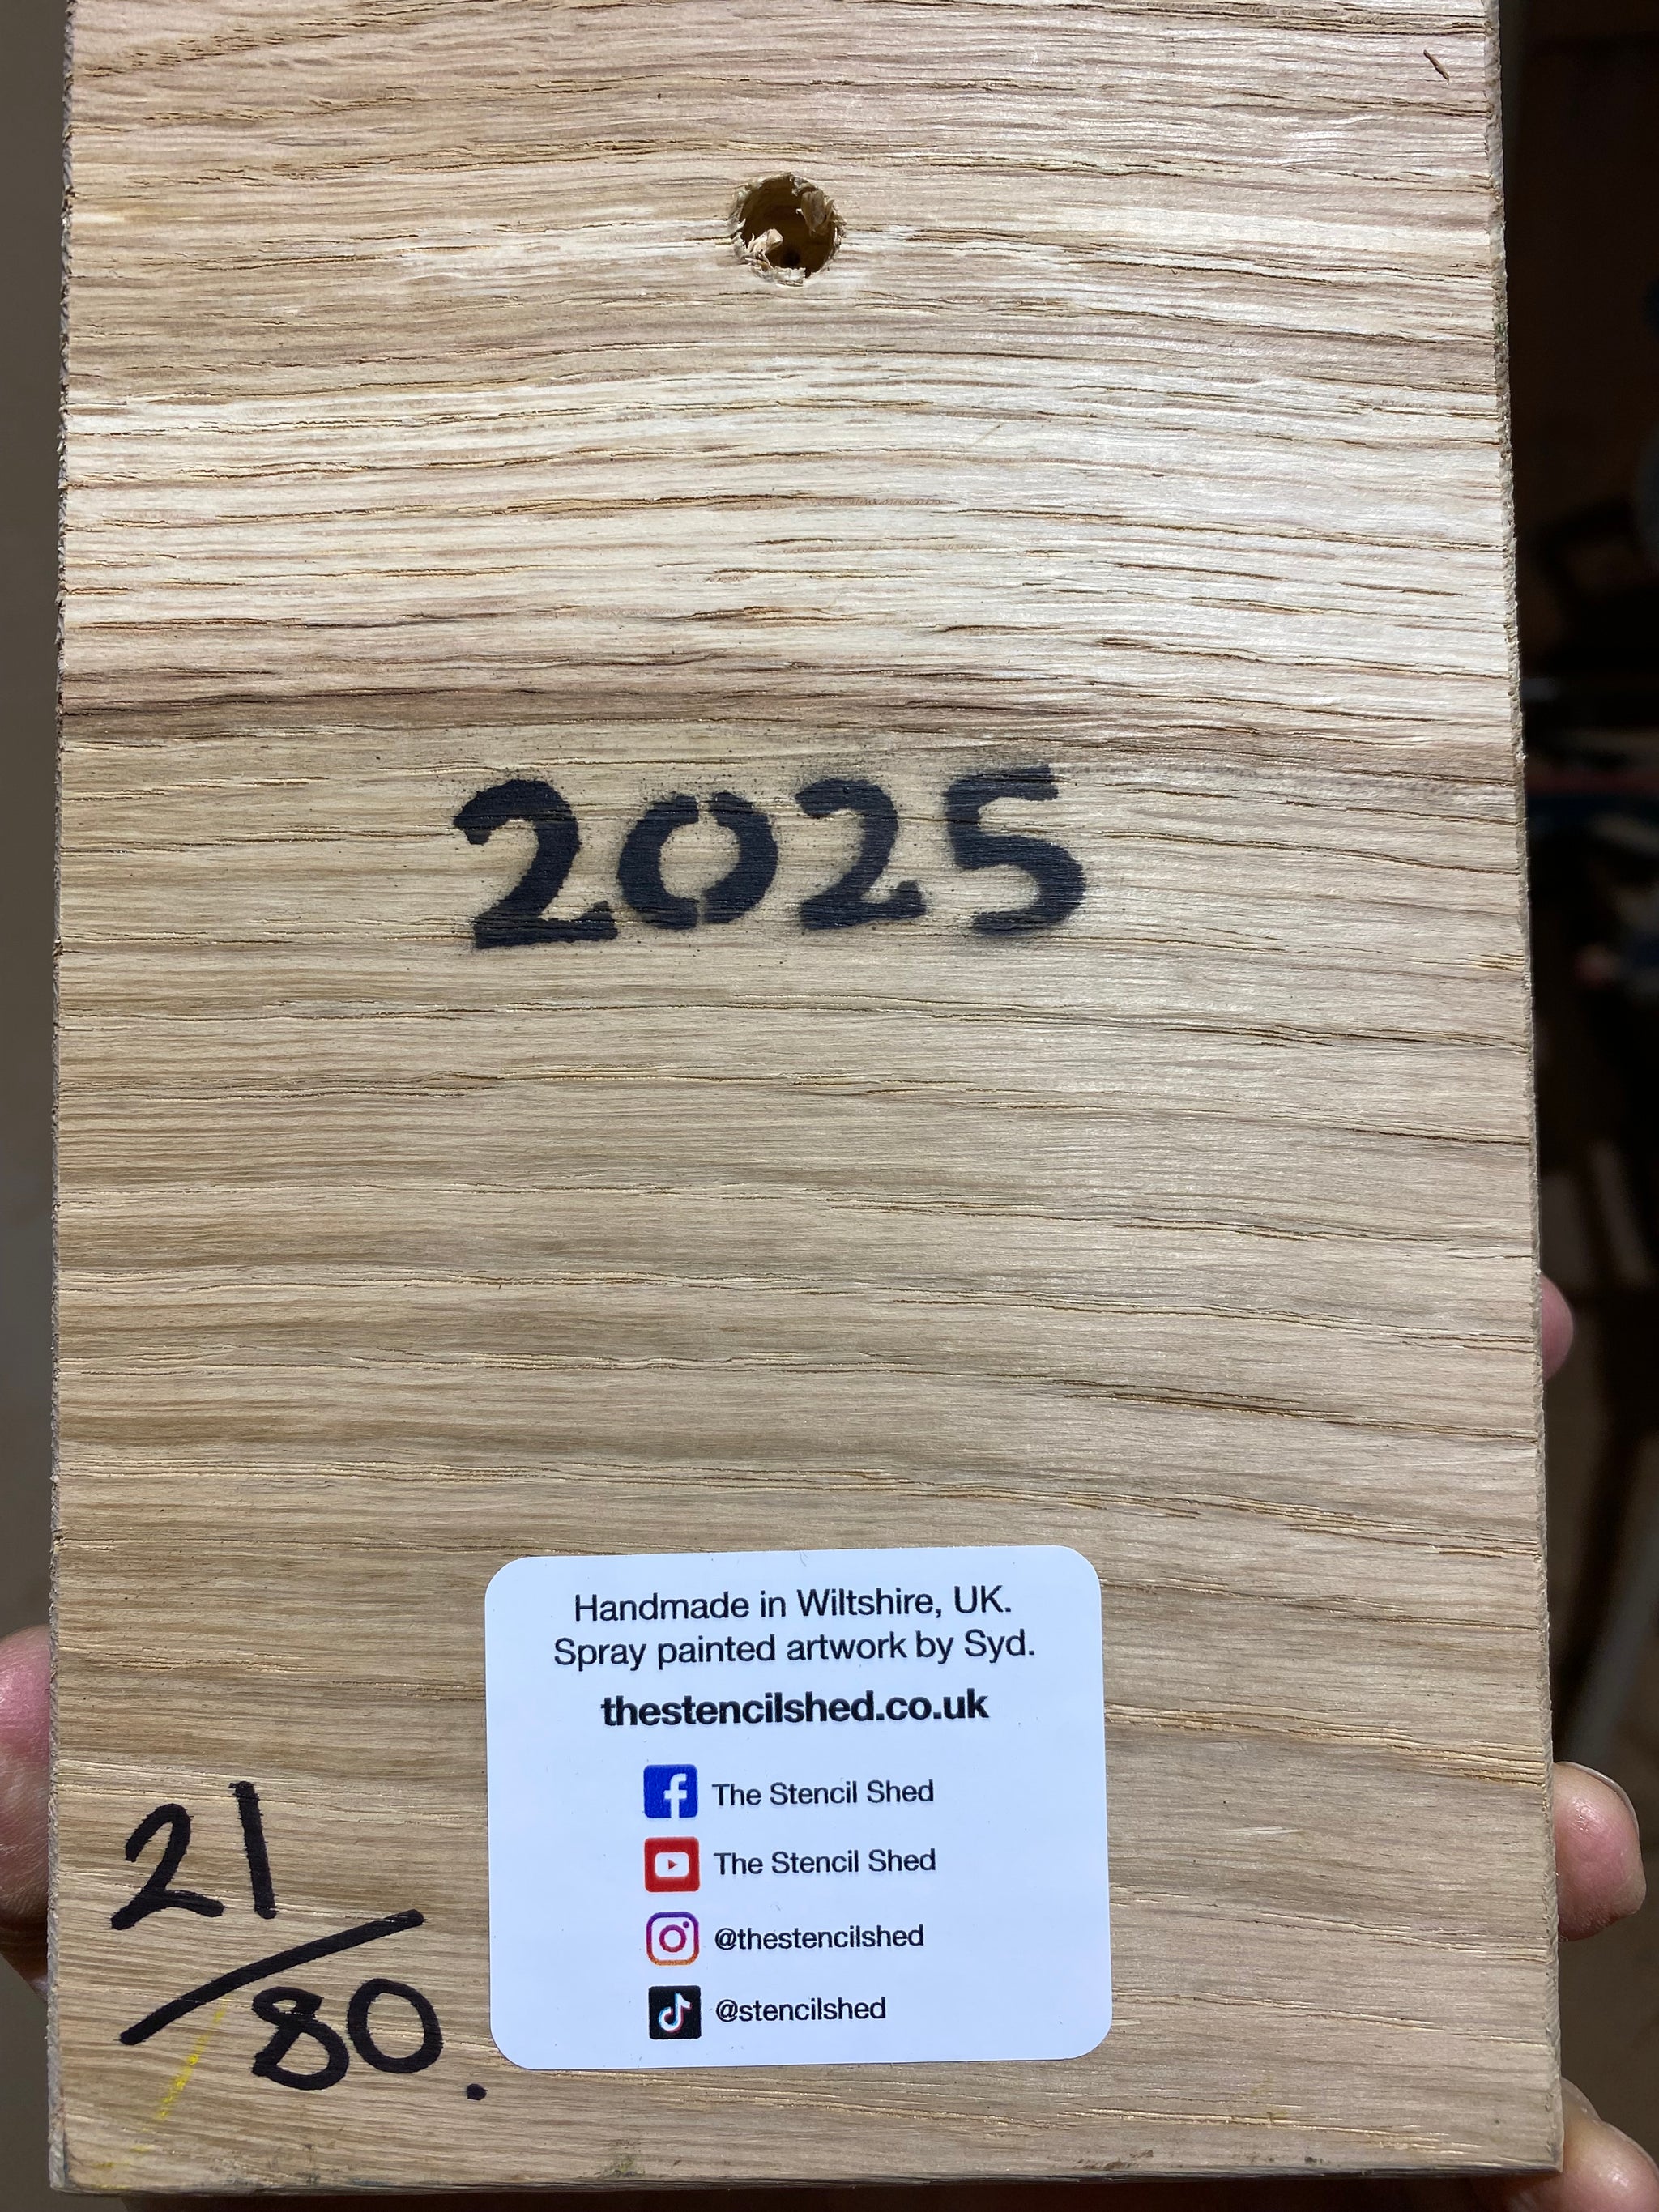 2025
Handmade in Wiltshire, UK.
Spray painted artwork by Syd.
thestencilshed.co.uk
The Stencil Shed
The Stencil Shed
@thestencilshed
@stencilshed
21
/80.